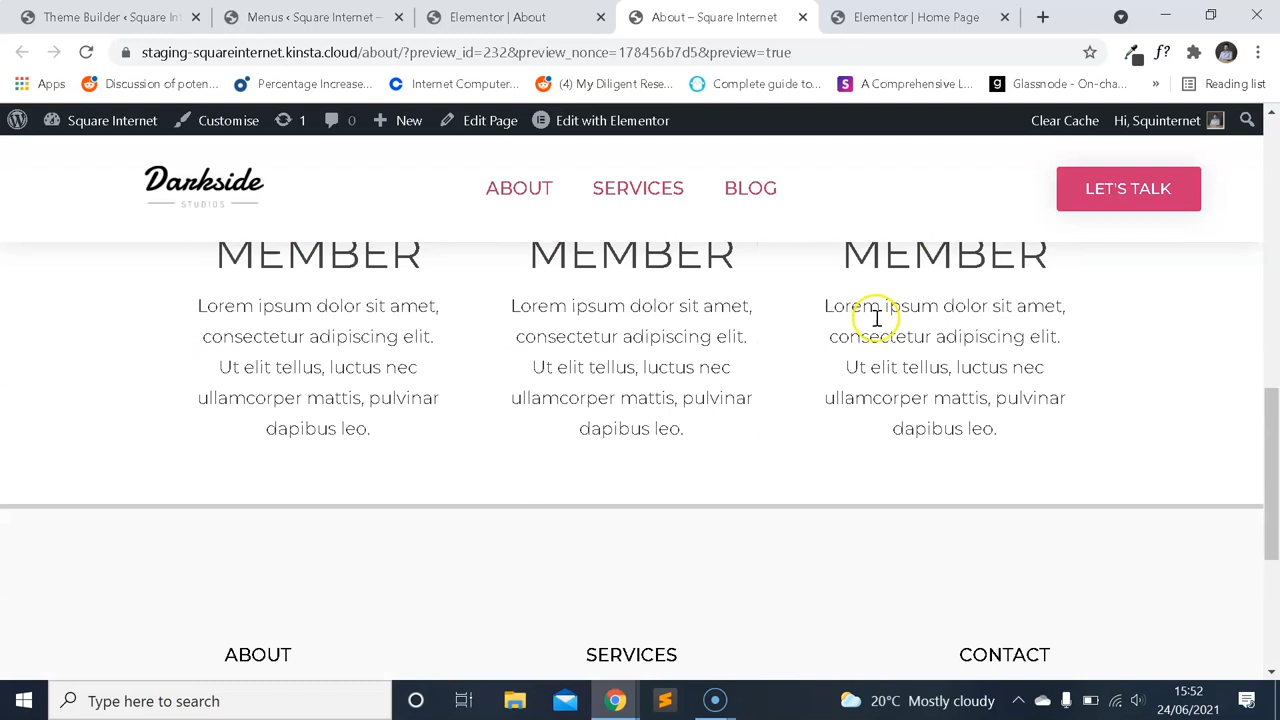 Theme Builder ‹ Square In
Menus ‹ Square Internet —
Elementor | About
About – Square Internet
Elementor | Home Page
staging-squareinternet.kinsta.cloud/about/?preview_id=232&preview_nonce=178456b7d5&preview=true
Apps
Discussion of poten...
Percentage Increase...
Internet Computer...
(4) My Diligent Rese...
Complete guide to...
A Comprehensive L...
Glassnode - On-cha...
»
Reading list
Square Internet
Customise
1
0
New
Edit Page
Edit with Elementor
Clear Cache
Hi, Squinternet
Darkside
STUDIOS
ABOUT
SERVICES
BLOG
LET'S TALK
MEMBER
Lorem ipsum dolor sit amet,
consectetur adipiscing elit.
Ut elit tellus, luctus nec
ullamcorper mattis, pulvinar
dapibus leo.
MEMBER
Lorem ipsum dolor sit amet,
consectetur adipiscing elit.
Ut elit tellus, luctus nec
ullamcorper mattis, pulvinar
dapibus leo.
MEMBER
Lorem ipsum dolor sit amet,
consectetur adipiscing elit.
Ut elit tellus, luctus nec
ullamcorper mattis, pulvinar
dapibus leo.
ABOUT
SERVICES
CONTACT
Type here to search
20°C Mostly cloudy
15:52
24/06/2021